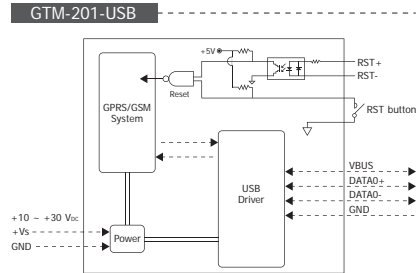 GTM-201-USB
+5V
RST+
RST-
Reset
GPRS/GSM
System
RST button
USB
Driver
VBUS
DATA0+
DATA0-
GND
+10 ~ +30 VDC
+Vs
GND
Power